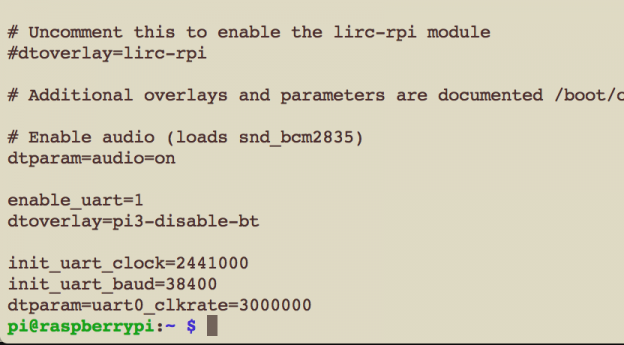 # Uncomment this to enable the lirc-rpi module
#dtoverlay=lirc-rpi
# Additional overlays and parameters are documented /boot/o
# Enable audio (loads snd_bcm2835)
dtparam=audio=on
enable_uart=1
dtoverlay=pi3-disable-bt
init_uart_clock=2441000
init_uart_baud=38400
dtparam=uart0_clkrate=3000000
pi@raspberrypi:~ $